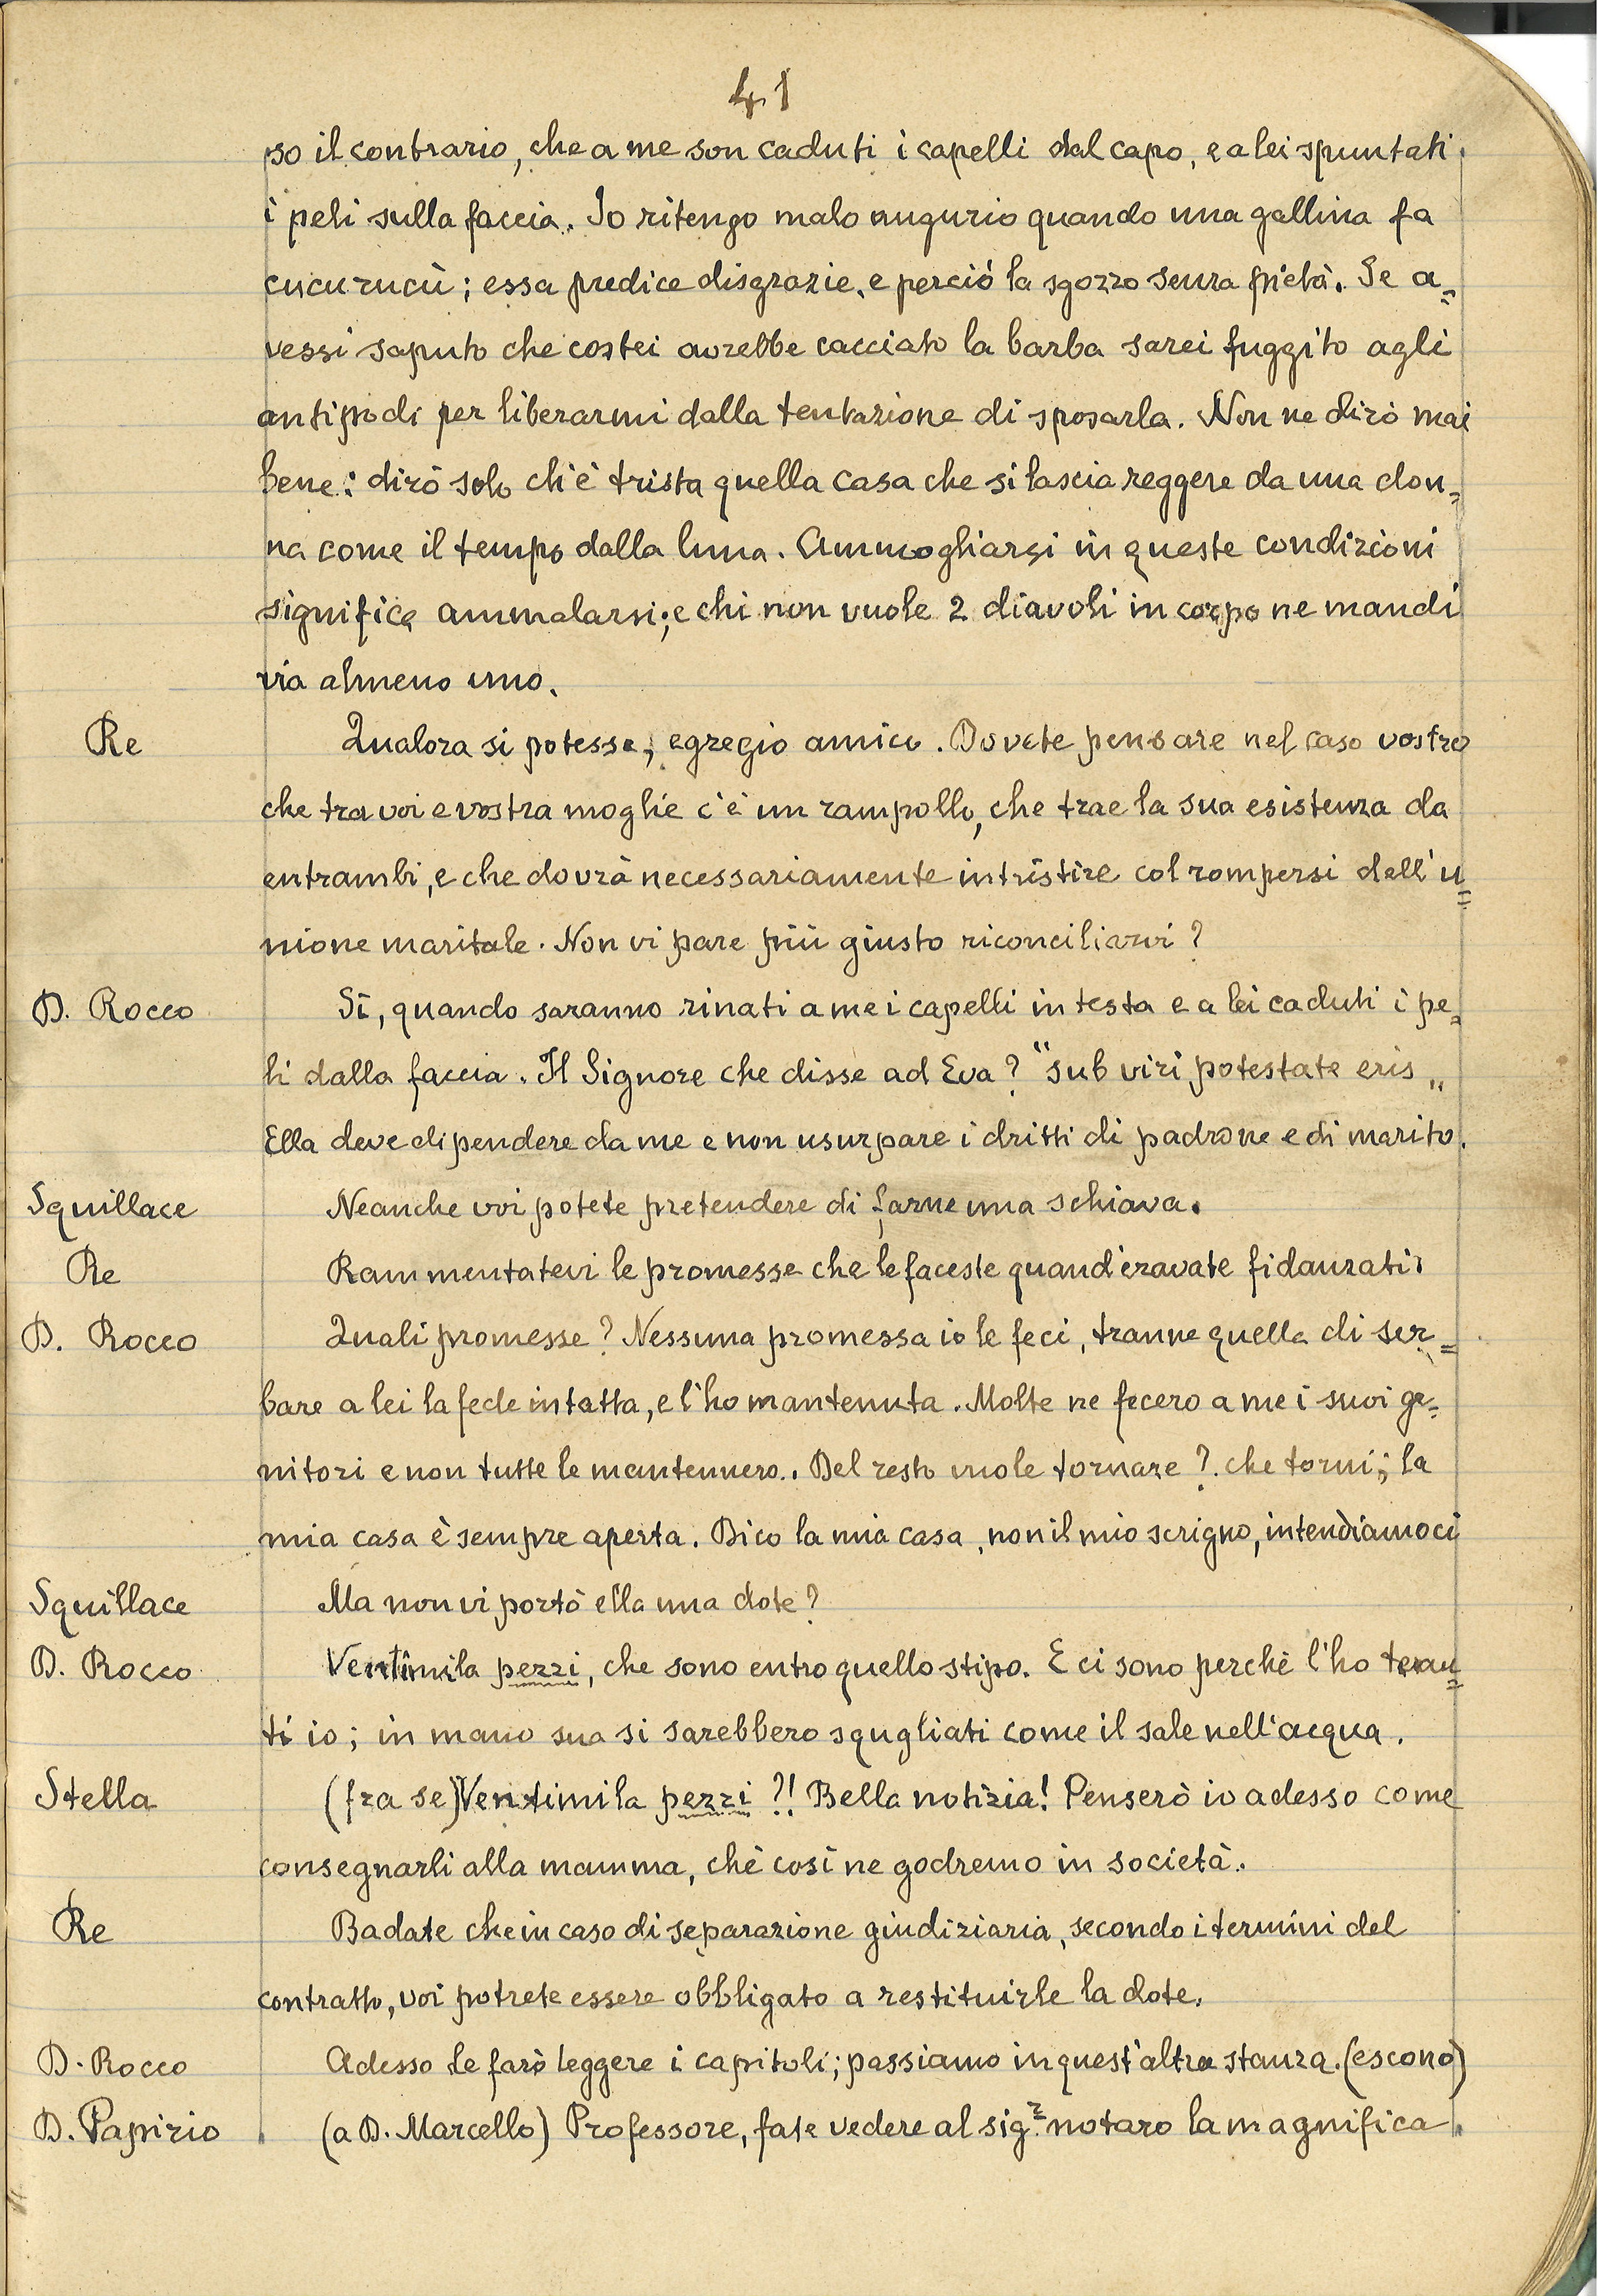 41
so il contrario, che a me son caduti i capelli dal capo, e a lei spuntati
i peli sulla faccia. Io ritengo malo augurio quando una gallina fa
cucurucù; essa predice disgrazie, e perciò la sgozzo senza pietà. Se a=
vessi saputo che costei avrebbe cacciato la barba sarei fuggito agli
antipodi per liberarmi dalla tentazione di sposarla. Non ne dirò mai
bene: dirò solo ch'è trista quella casa che si lascia reggere da una don=
na come il tempo dalla luna. Ammogliarsi in queste condizioni
significa ammalarsi; e chi non vuole 2 diavoli in corpo ne mandi
via almeno uno.
Re Qualora si potesse, egregio amico. Dovete pensare nel caso vostro
che tra voi e vostra moglie c'è un rampollo, che trae la sua esistenza da
entrambi, e che dovrà necessariamente intristire col rompersi dell'u=
nione maritale. Non vi pare più giusto riconciliarvi?
D. Rocco Sì, quando saranno rinati a me i capelli in testa e a lei caduti i pe=
li dalla faccia. Il Signore che disse ad Eva? "sub viri potestate eris„
Ella deve dipendere da me e non usurpare i dritti di padrone e di marito.
Squillace Neanche voi potete pretendere di farne una schiava.
Re Rammentatevi le promesse che le faceste quand'eravate fidanzati.
D. Rocco Quali promesse? Nessuna promessa io le feci, tranne quella di ser=
bare a lei la fede intatta, e l'ho mantenuta. Molte ne fecero a me i suoi ge=
nitori e non tutte le mantennero. Del resto vuole tornare? che torni; la
mia casa è sempre aperta. Dico la mia casa, non il mio scrigno, intendiamoci
Squillace Ma non vi portò ella una dote?
D. Rocco Ventimila pezzi, che sono entro quello stipo. E ci sono perchè l'ho tenu=
ti io; in mano sua si sarebbero squgliati come il sale nell'acqua.
Stella (fra se) Ventimila pezzi?! Bella notizia! Penserò io adesso come
consegnarli alla mamma, chè così ne godremo in società.
Re Badate che in caso di separazione giudiziaria, secondo i termini del
contratto, voi potrete essere obbligato a restituirle la dote.
D. Rocco Adesso le farò leggere i capitoli; passiamo in quest'altra stanza. (escono)
D. Papirio (a D. Marcello) Professore, fate vedere al sigr. notaro la magnifica